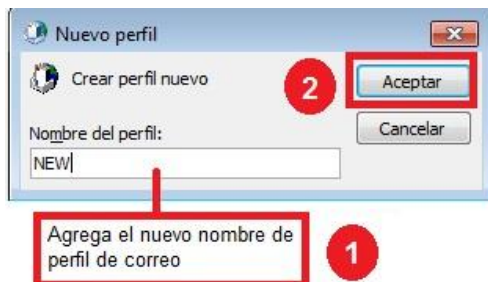 Nuevo perfil
Crear perfil nuevo
2
Aceptar
Nombre del perfil:
Cancelar
NEW
Agrega el nuevo nombre de
perfil de correo
1